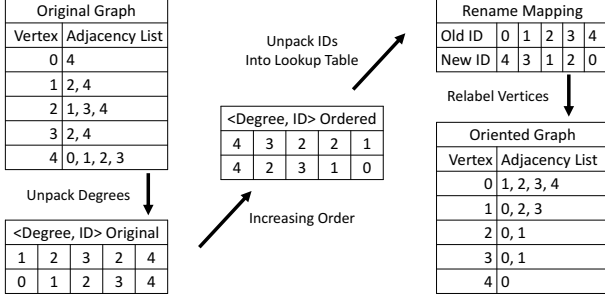 Original Graph
Vertex Adjacency List
0 4
1 2, 4
2 1, 3, 4
3 2, 4
4 0, 1, 2, 3
Unpack Degrees
<Degree, ID> Original
1 2 3 2 4
0 1 2 3 4
Increasing Order
<Degree, ID> Ordered
4 3 2 2 1
4 2 3 1 0
Unpack IDs
Into Lookup Table
Rename Mapping
Old ID 0 1 2 3 4
New ID 4 3 1 2 0
Relabel Vertices
Oriented Graph
Vertex Adjacency List
0 1, 2, 3, 4
1 0, 2, 3
2 0, 1
3 0, 1
4 0